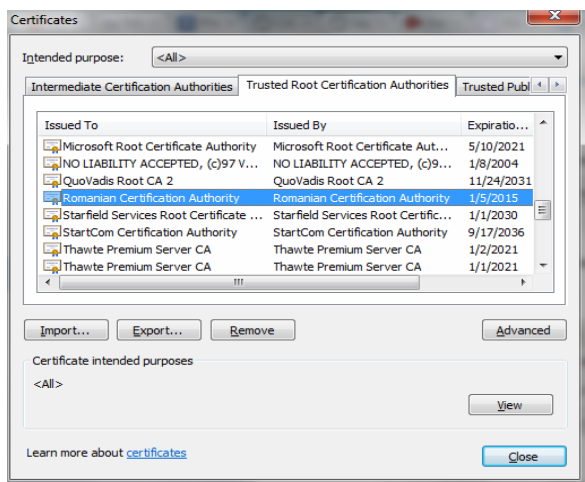 Certificates
Intended purpose: <All>
Intermediate Certification Authorities Trusted Root Certification Authorities Trusted Publ
Issued To Issued By Expiratio...
Microsoft Root Certificate Authority Microsoft Root Certificate Aut... 5/10/2021
NO LIABILITY ACCEPTED, (c)97 V... NO LIABILITY ACCEPTED, (c)9... 1/8/2004
QuoVadis Root CA 2 QuoVadis Root CA 2 11/24/2031
Romanian Certification Authority Romanian Certification Authority 1/5/2015
Starfield Services Root Certificate ... Starfield Services Root Certific... 1/1/2030
StartCom Certification Authority StartCom Certification Authority 9/17/2036
Thawte Premium Server CA Thawte Premium Server CA 1/2/2021
Thawte Premium Server CA Thawte Premium Server CA 1/1/2021
Import... Export... Remove Advanced
Certificate intended purposes
<All>
View
Learn more about certificates
Close